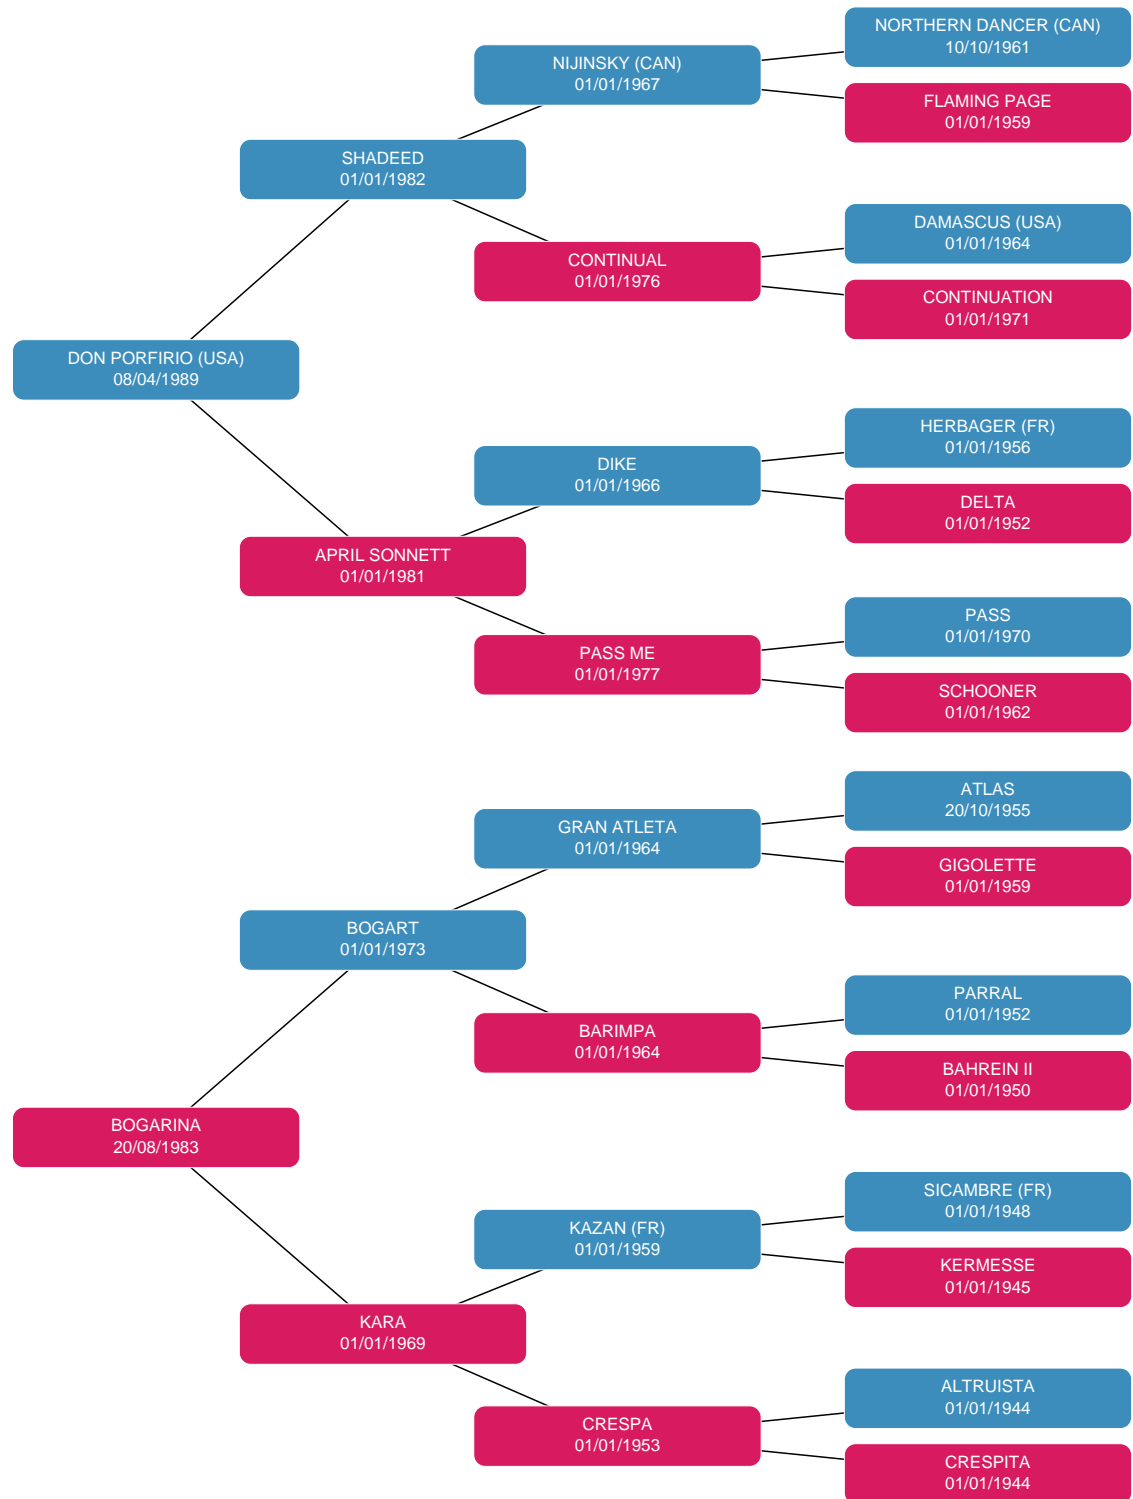 NORTHERN DANCER (CAN)
10/10/1961
NIJINSKY (CAN)
01/01/1967
FLAMING PAGE
01/01/1959
SHADEED
01/01/1982
DAMASCUS (USA)
01/01/1964
CONTINUAL
01/01/1976
CONTINUATION
01/01/1971
DON PORFIRIO (USA)
08/04/1989
HERBAGER (FR)
01/01/1956
DIKE
01/01/1966
DELTA
01/01/1952
APRIL SONNETT
01/01/1981
PASS
01/01/1970
PASS ME
01/01/1977
SCHOONER
01/01/1962
ATLAS
20/10/1955
GRAN ATLETA
01/01/1964
GIGOLETTE
01/01/1959
BOGART
01/01/1973
PARRAL
01/01/1952
BARIMPA
01/01/1964
BAHREIN II
01/01/1950
BOGARINA
20/08/1983
SICAMBRE (FR)
01/01/1948
KAZAN (FR)
01/01/1959
KERMESSE
01/01/1945
KARA
01/01/1969
ALTRUISTA
01/01/1944
CRESPA
01/01/1953
CRESPITA
01/01/1944